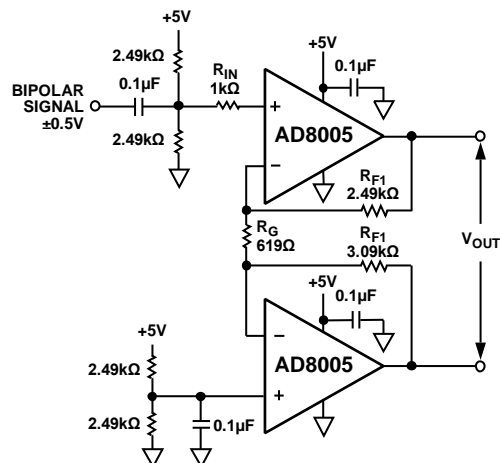 +5V
2.49kΩ
0.1µF
BIPOLAR
SIGNAL
±0.5V
2.49kΩ
RIN
1kΩ
+5V
0.1µF
+
AD8005
–
RF1
2.49kΩ
RG
619Ω
RF1
3.09kΩ
VOUT
+5V
0.1µF
–
AD8005
+
+5V
2.49kΩ
2.49kΩ
0.1µF